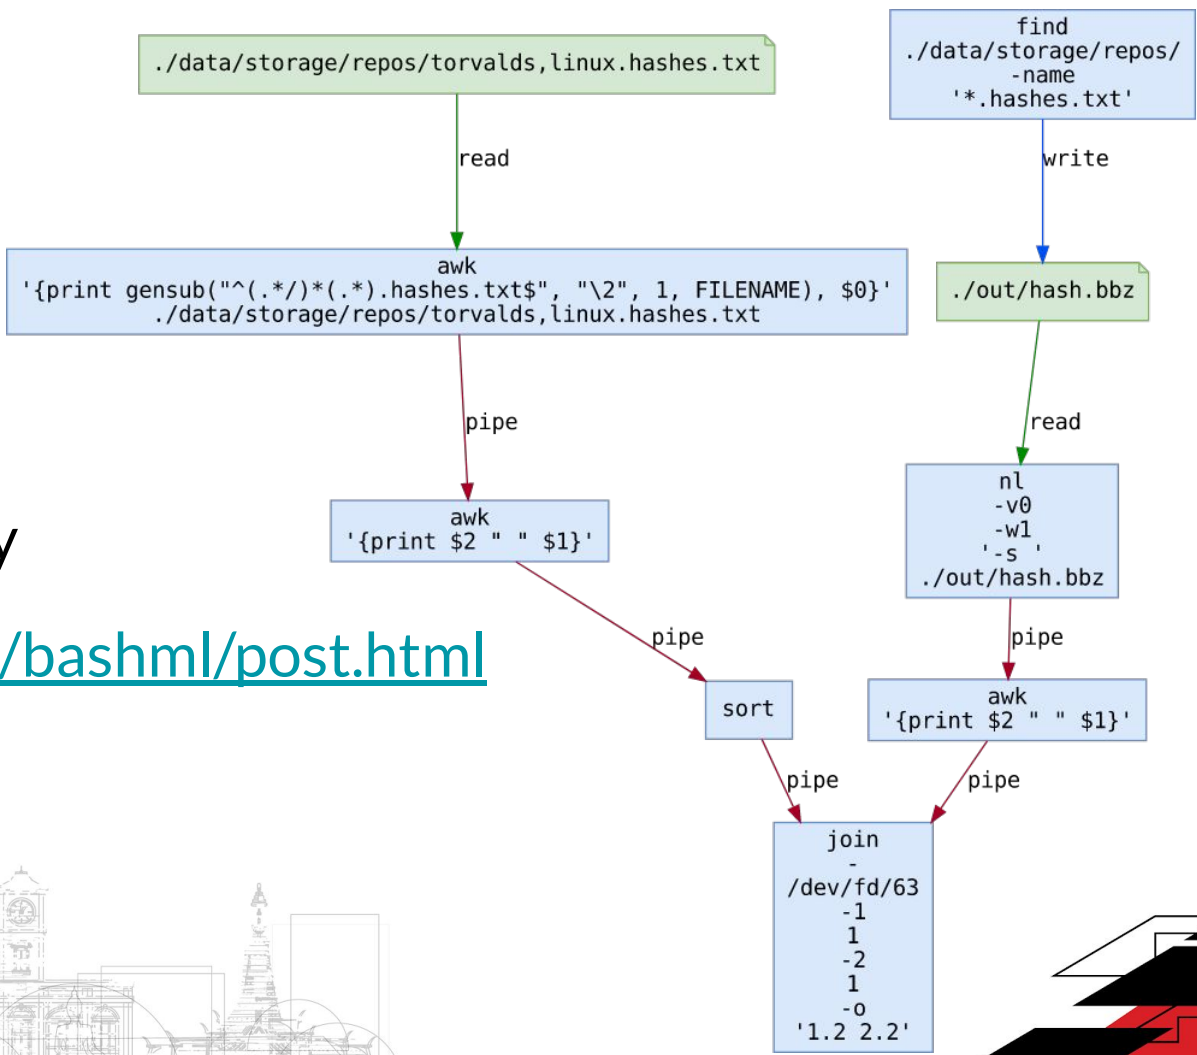 ./data/storage/repos/torvalds,linux.hashes.txt
find
./data/storage/repos/
-name
'*.hashes.txt'
read
write
awk
'{print gensub("^(.*/)*(.*).hashes.txt$", "\2", 1, FILENAME), $0}'
./data/storage/repos/torvalds,linux.hashes.txt
./out/hash.bbz
pipe
read
awk
'{print $2 " " $1}'
nl
-v0
-w1
'-s '
./out/hash.bbz
y
pipe
pipe
/bashml/post.html
sort
awk
'{print $2 " " $1}'
pipe
pipe
join
-
/dev/fd/63
-1
1
-2
1
-o
'1.2 2.2'